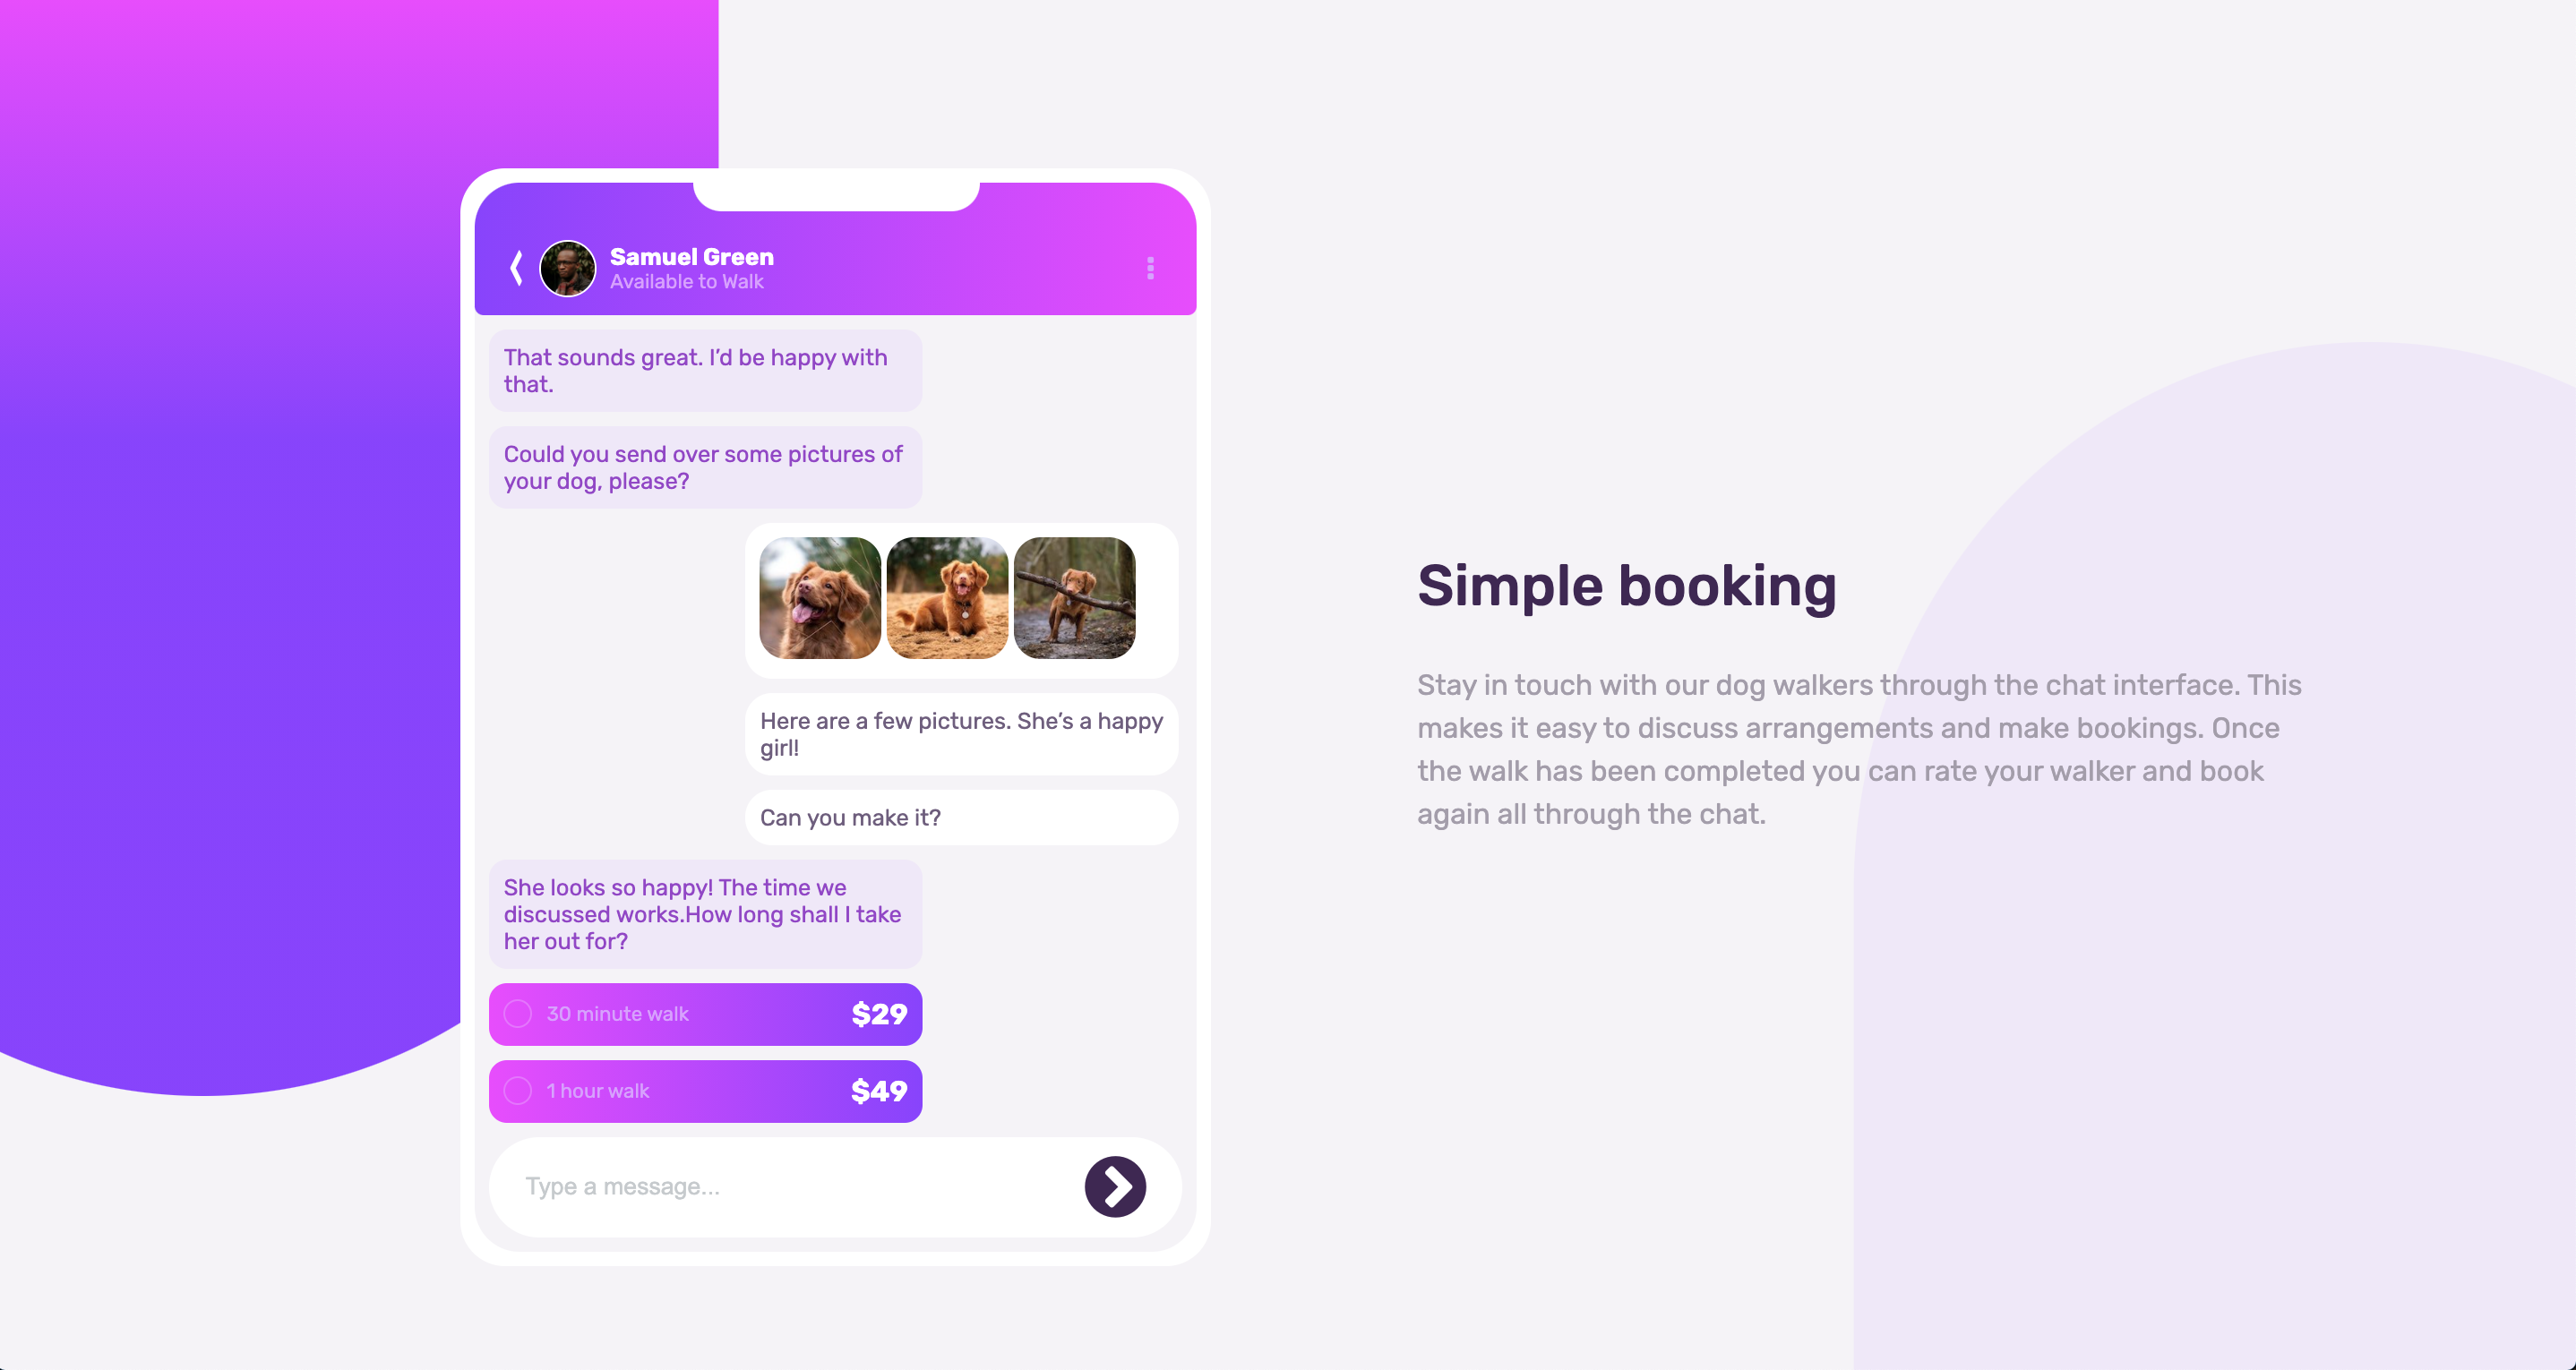 Samuel Green
Available to Walk
That sounds great. I’d be happy with
that.
Could you send over some pictures of
your dog, please?
Here are a few pictures. She’s a happy
girl!
Can you make it?
She looks so happy! The time we
discussed works.How long shall I take
her out for?
30 minute walk $29
1 hour walk $49
Type a message...
Simple booking
Stay in touch with our dog walkers through the chat interface. This
makes it easy to discuss arrangements and make bookings. Once
the walk has been completed you can rate your walker and book
again all through the chat.